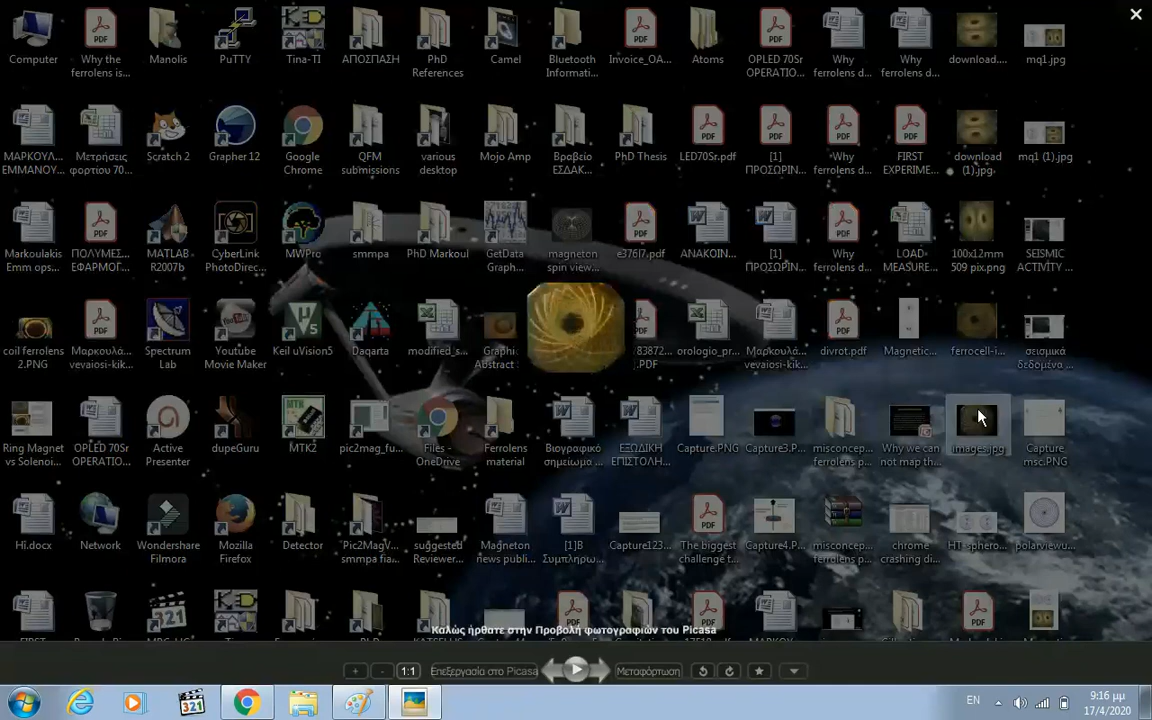 Computer
Why the
ferrolens is...
Manolis
PuTTY
Tina-TI
ΑΠΟΣΠΑΣΗ
PhD
References
Camel
Bluetooth
Informati...
Invoice_OA...
Atoms
OPLED 70Sr
OPERATIO...
Why
ferrolens d...
Why
ferrolens d...
download....
mq1.jpg
ΜΑΡΚΟΥΛ...
ΕΜΜΑΝΟΥ...
Μετρήσεις
φορτίου 70...
Scratch 2
Grapher 12
Google
Chrome
QFM
submissions
various
desktop
Mojo Amp
Βραβείο
ΕΣΔΑΚ...
PhD Thesis
LED70Sr.pdf
[1]
ΠΡΟΣΩΡΙΝ...
Why
ferrolens d...
FIRST
EXPERIME...
download
(1).jpg
mq1 (1).jpg
Markoulakis
Emm ops...
ΠΟΛΥΜΕΣ...
ΕΦΑΡΜΟΓ...
MATLAB
R2007b
CyberLink
PhotoDirec...
MWPro
smmpa
PhD Markoul
GetData
Graph...
magneton
spin view...
e376f7.pdf
ΑΝΑΚΟΙΝ...
[1]
ΠΡΟΣΩΡΙΝ...
Why
ferrolens d...
LOAD
MEASURE...
100x12mm
509 pix.png
SEISMIC
ACTIVITY ...
coil ferrolens
2.PNG
Μαρκουλά...
vevaiosi-kik...
Spectrum
Lab
Youtube
Movie Maker
Keil uVision5
Daqarta
modified_s...
Graphi
Abstract
83872...
.PDF
orologio_pr...
Μαρκουλά...
vevaiosi-kik...
divrot.pdf
Magnetic...
ferrocell-i...
σεισμικά
δεδομένα ...
Ring Magnet
vs Solenoi...
OPLED 70Sr
OPERATIO...
Active
Presenter
dupeGuru
MTK2
pic2mag_fu...
Files -
OneDrive
Ferrolens
material
Βιογραφικό
σημείωμα ...
ΕΞΩΔΙΚΗ
ΕΠΙΣΤΟΛΗ...
Capture.PNG
Capture3.P...
misconcep...
ferrolens p...
Why we can
not map th...
images.jpg
Capture
msc.PNG
Hi.docx
Network
Wondershare
Filmora
Mozilla
Firefox
Detector
Pic2MagV...
smmpa fia...
suggested
Reviewer...
Magneton
news publi...
[1]Β
Συμπληρω...
Capture123...
The biggest
challenge t...
Capture4.P...
misconcep...
ferrolens p...
chrome
crashing di...
HT-sphero...
polarviewu...
Καλώς ήρθατε στην Προβολή φωτογραφιών του Picasa
1:1
Επεξεργασία στο Picasa
Μεταφόρτωση
EN
9:16 μμ
17/4/2020